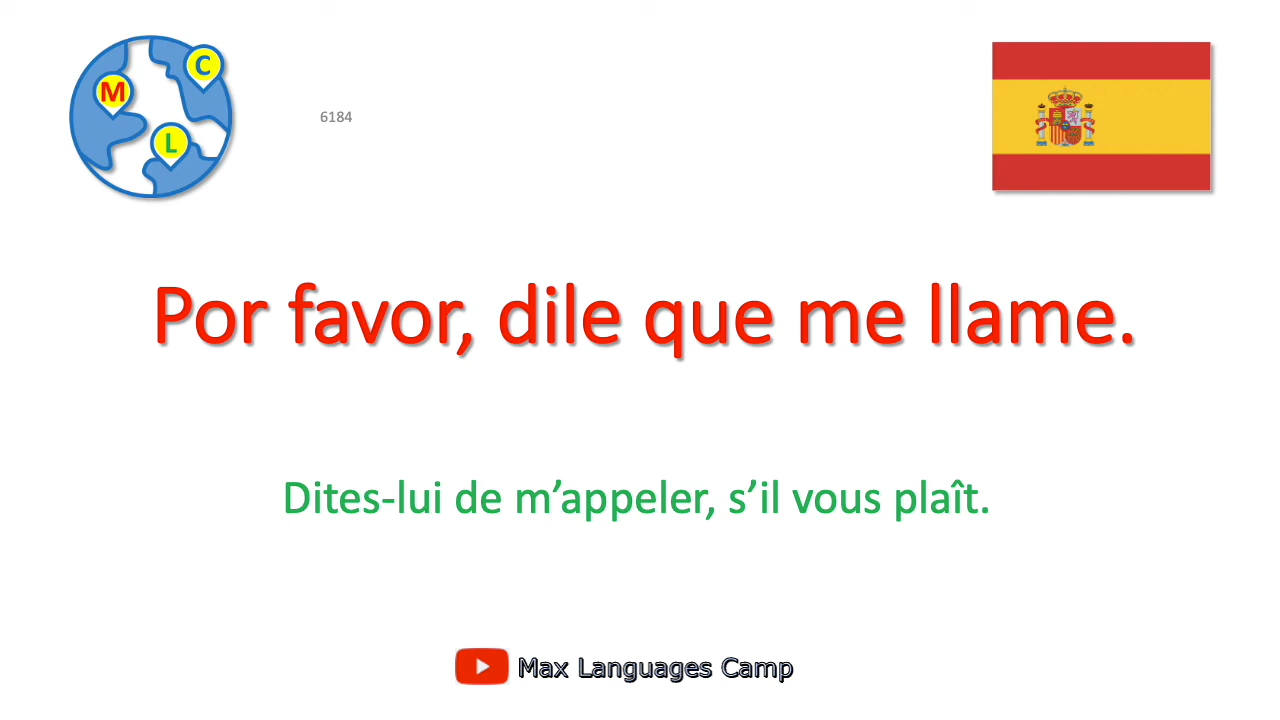 M
C
L
6184
Por favor, dile que me llame.
Dites-lui de m’appeler, s’il vous plaît.
Max Languages Camp